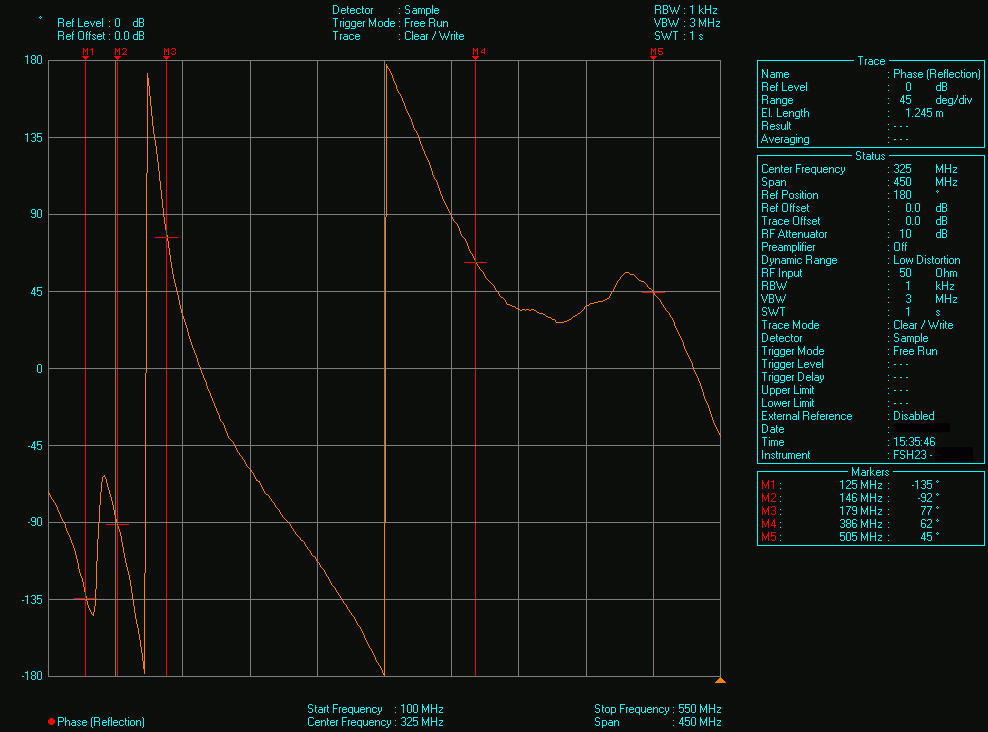 °
Ref Level : 0 dB
Ref Offset : 0.0 dB
Detector : Sample
Trigger Mode : Free Run
Trace : Clear / Write
RBW : 1 kHz
VBW : 3 MHz
SWT : 1 s
M1 M2 M3 M4 M5
180
135
90
45
0
-45
-90
-135
-180
Start Frequency : 100 MHz
Center Frequency : 325 MHz
Stop Frequency : 550 MHz
Span : 450 MHz
Phase (Reflection)
Trace
Name : Phase (Reflection)
Ref Level : 0 dB
Range : 45 deg/div
El. Length : 1.245 m
Result : - - -
Averaging : - - -
Status
Center Frequency : 325 MHz
Span : 450 MHz
Ref Position : 180 °
Ref Offset : 0.0 dB
Trace Offset : 0.0 dB
RF Attenuator : 10 dB
Preamplifier : Off
Dynamic Range : Low Distortion
RF Input : 50 Ohm
RBW : 1 kHz
VBW : 3 MHz
SWT : 1 s
Trace Mode : Clear / Write
Detector : Sample
Trigger Mode : Free Run
Trigger Level : - - -
Trigger Delay : - - -
Upper Limit : - - -
Lower Limit : - - -
External Reference : Disabled
Date :
Time : 15:35:46
Instrument : FSH23 -
Markers
M1 : 125 MHz : -135 °
M2 : 146 MHz : -92 °
M3 : 179 MHz : 77 °
M4 : 386 MHz : 62 °
M5 : 505 MHz : 45 °